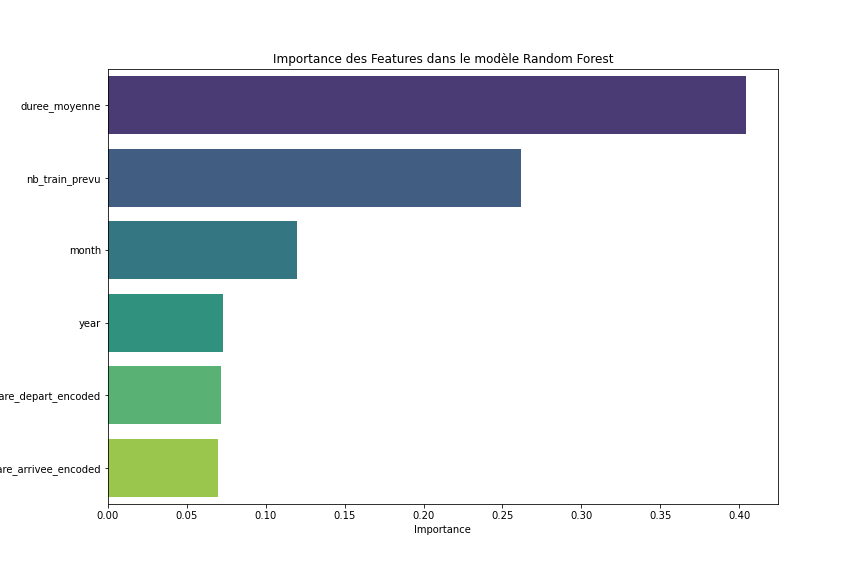 Importance des Features dans le modèle Random Forest
duree_moyenne
nb_train_prevu
month
year
are_depart_encoded
are_arrivee_encoded
0.00 0.05 0.10 0.15 0.20 0.25 0.30 0.35 0.40
Importance